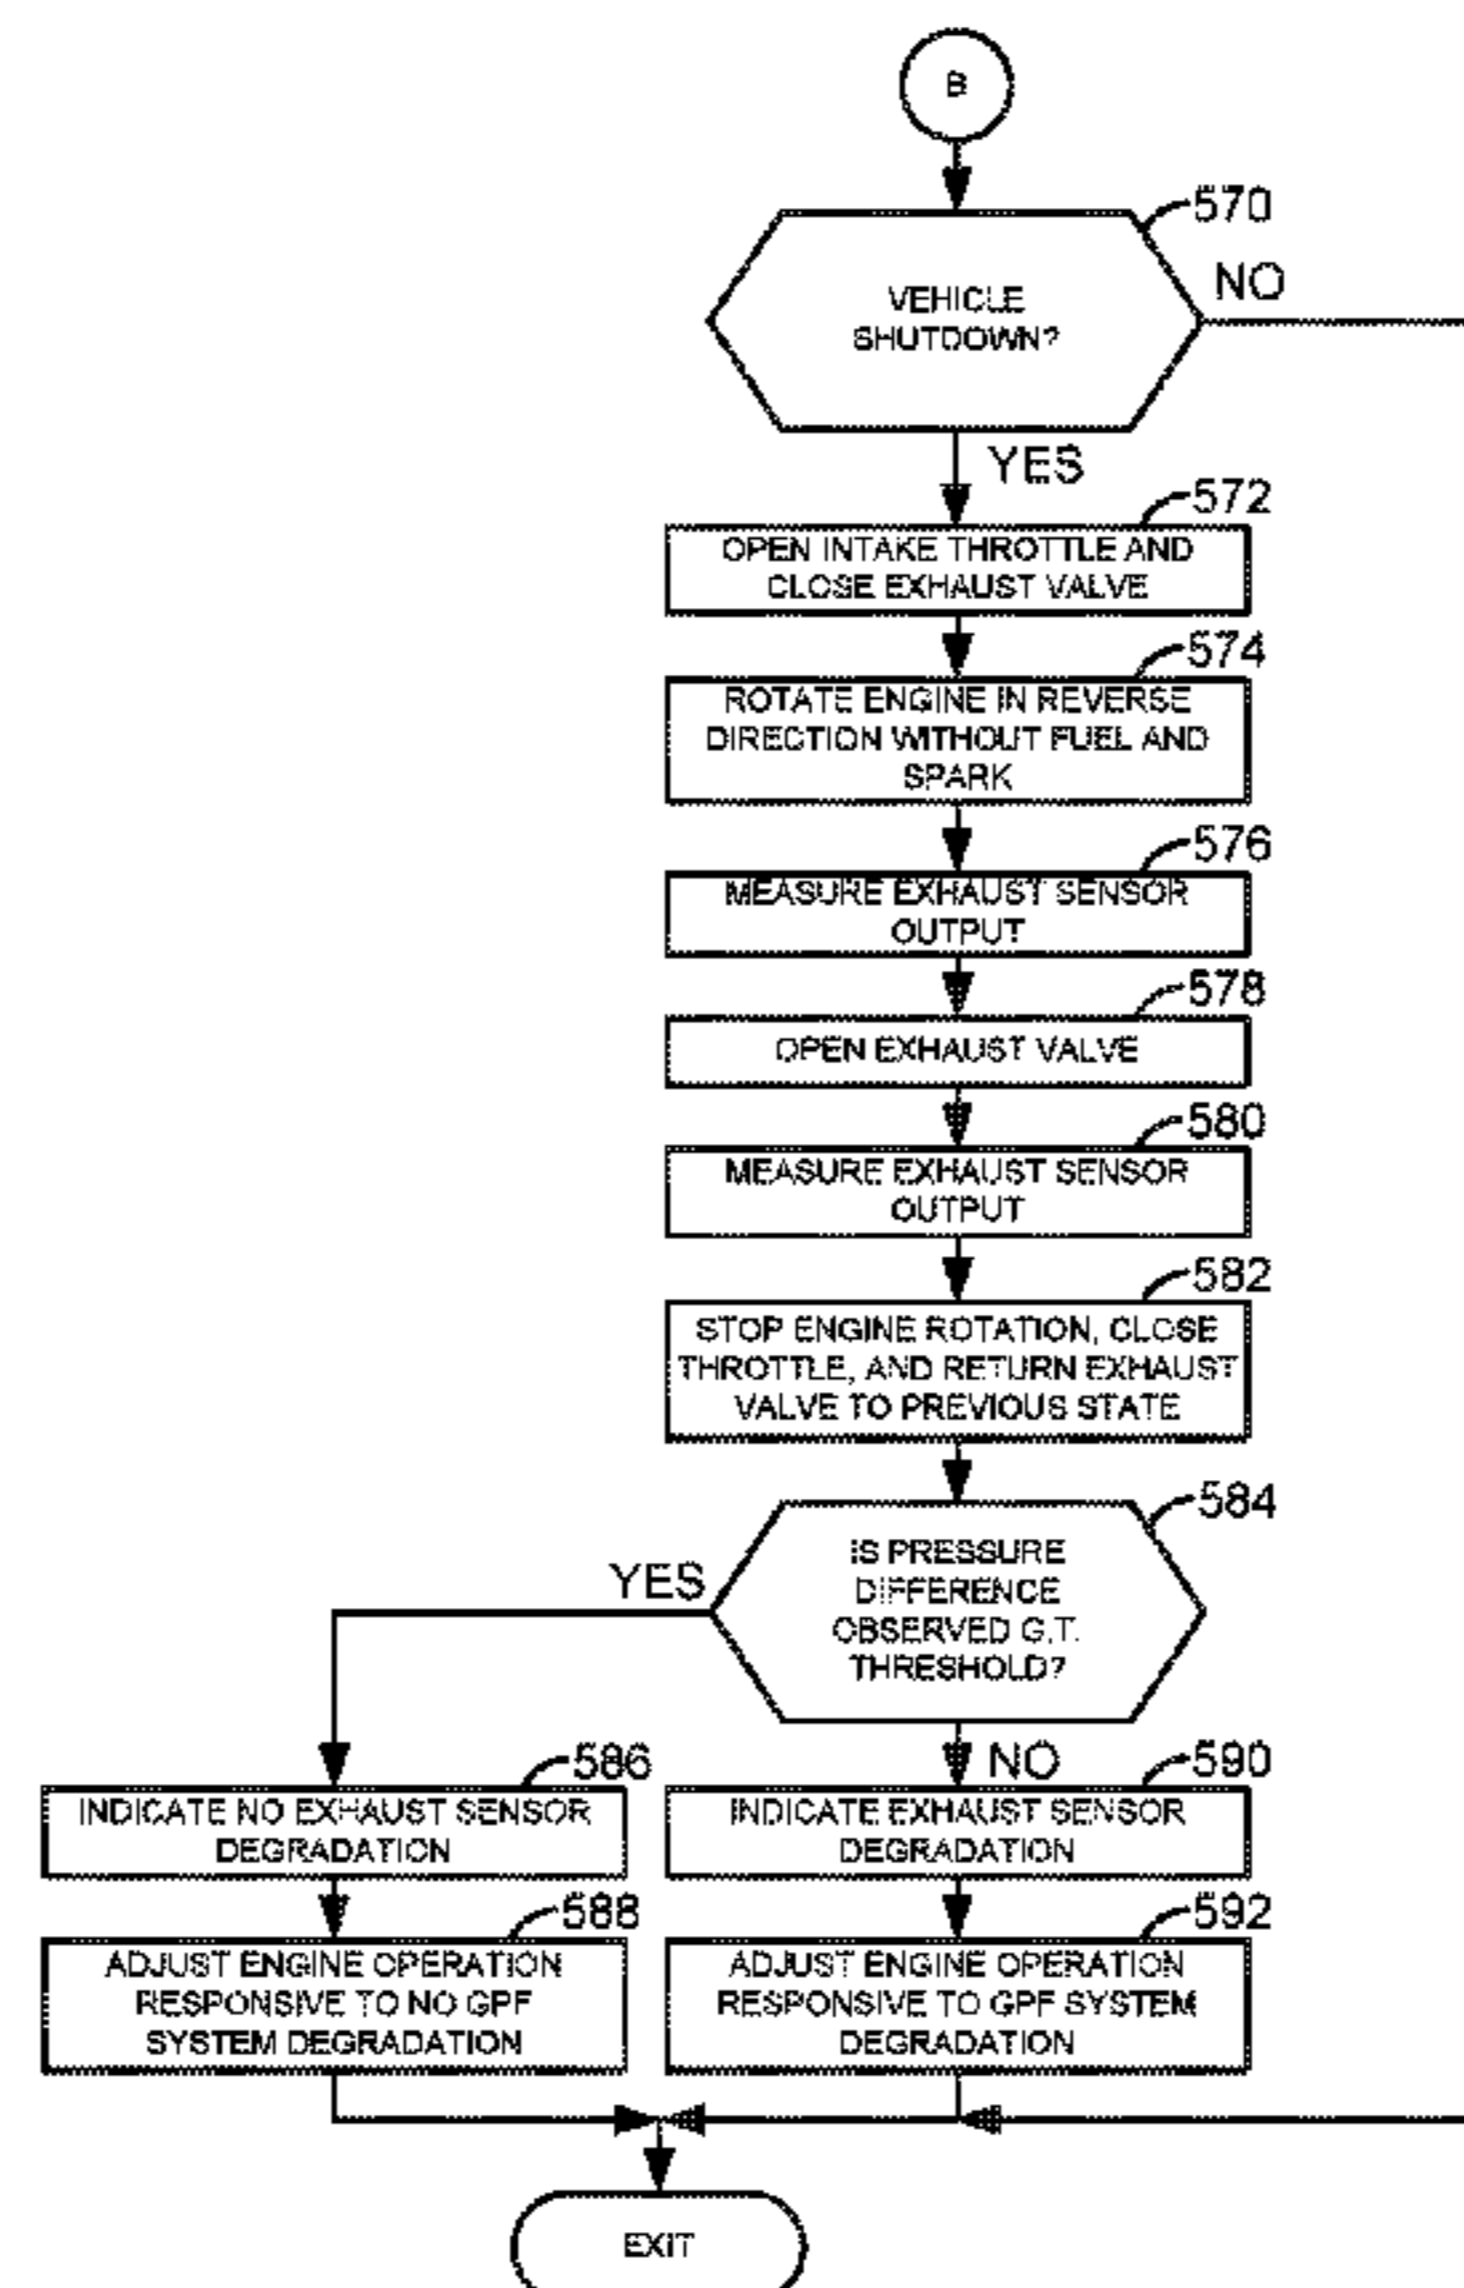 B
570
VEHICLE
SHUTDOWN?
NO
YES
572
OPEN INTAKE THROTTLE AND
CLOSE EXHAUST VALVE
574
ROTATE ENGINE IN REVERSE
DIRECTION WITHOUT FUEL AND
SPARK
576
MEASURE EXHAUST SENSOR
OUTPUT
578
OPEN EXHAUST VALVE
580
MEASURE EXHAUST SENSOR
OUTPUT
582
STOP ENGINE ROTATION, CLOSE
THROTTLE, AND RETURN EXHAUST
VALVE TO PREVIOUS STATE
584
IS PRESSURE
DIFFERENCE
OBSERVED G.T.
THRESHOLD?
YES
NO
586
INDICATE NO EXHAUST SENSOR
DEGRADATION
588
ADJUST ENGINE OPERATION
RESPONSIVE TO NO GPF
SYSTEM DEGRADATION
590
INDICATE EXHAUST SENSOR
DEGRADATION
592
ADJUST ENGINE OPERATION
RESPONSIVE TO GPF SYSTEM
DEGRADATION
EXIT